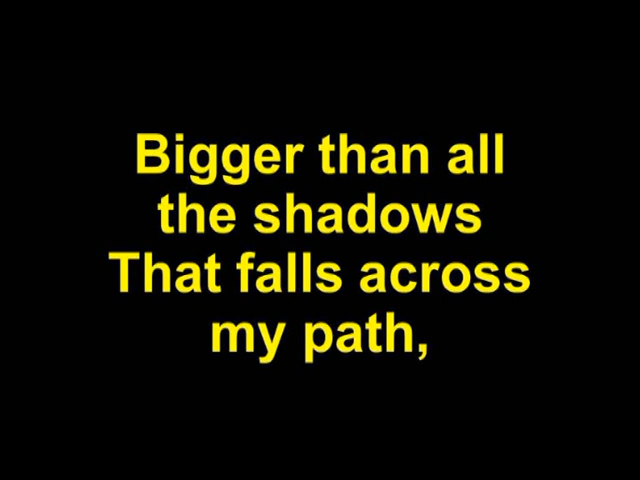 Bigger than all
the shadows
That falls across
my path,